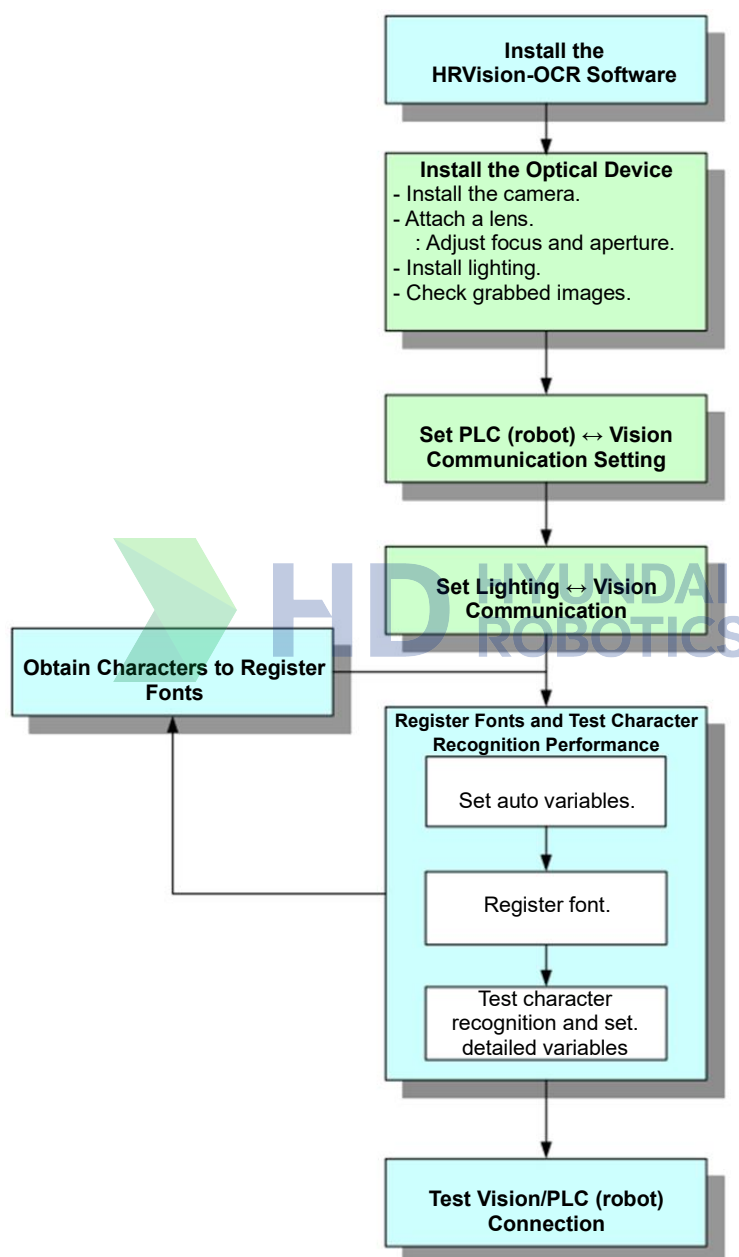 Install the
HRVision-OCR Software
Install the Optical Device
- Install the camera.
- Attach a lens.
: Adjust focus and aperture.
- Install lighting.
- Check grabbed images.
Set PLC (robot) ↔ Vision
Communication Setting
Set Lighting ↔ Vision
Communication
HD HYUNDAI
ROBOTICS
Obtain Characters to Register
Fonts
Register Fonts and Test Character
Recognition Performance
Set auto variables.
Register font.
Test character
recognition and set.
detailed variables
Test Vision/PLC (robot)
Connection